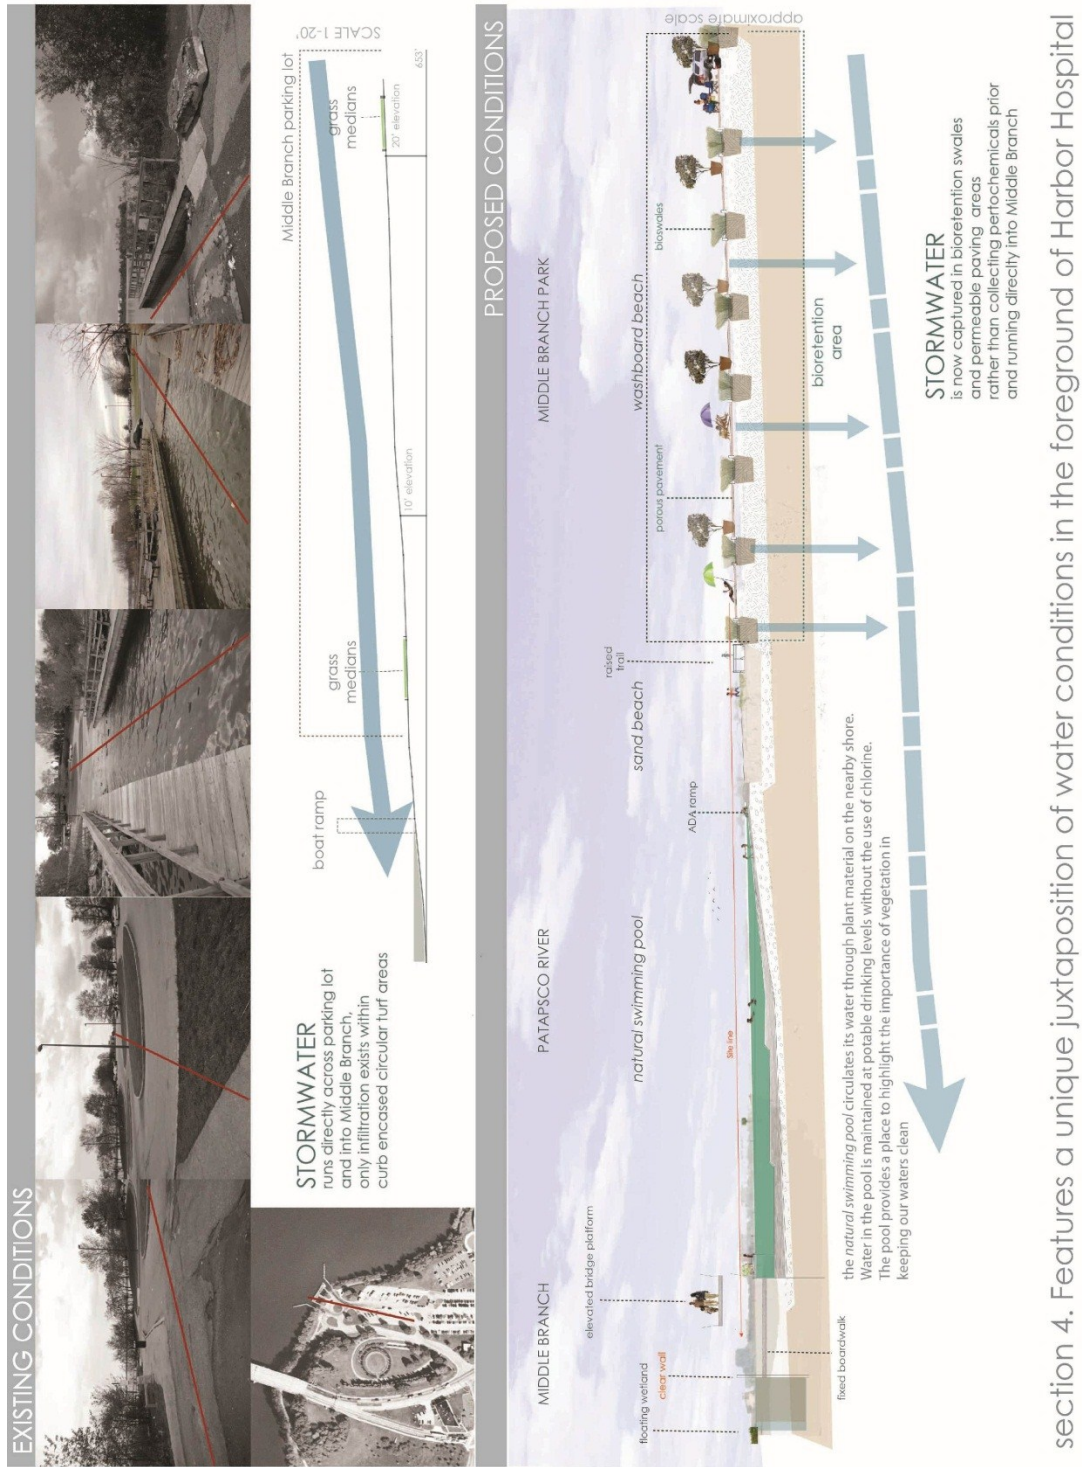 EXISTING CONDITIONS
STORMWATER
runs directly across parking lot
and into Middle Branch,
only infiltration exists within
curb encased circular turf areas
boat ramp
grass
medians
Middle Branch parking lot
grass
medians
SCALE 1-20'
10' elevation
20' elevation
653'
PROPOSED CONDITIONS
MIDDLE BRANCH
PATAPSCO RIVER
MIDDLE BRANCH PARK
elevated bridge platform
natural swimming pool
sand beach
washboard beach
floating wetland
clear wall
Site line
ADA ramp
raised
trail
porous pavement
bioswales
approximate scale
fixed boardwalk
bioretention
area
the natural swimming pool circulates its water through plant material on the nearby shore.
Water in the pool is maintained at potable drinking levels without the use of chlorine.
The pool provides a place to highlight the importance of vegetation in
keeping our waters clean
STORMWATER
is now captured in bioretention swales
and permeable paving areas
rather than collecting pertochemicals prior
and running directly into Middle Branch
section 4. Features a unique juxtaposition of water conditions in the foreground of Harbor Hospital